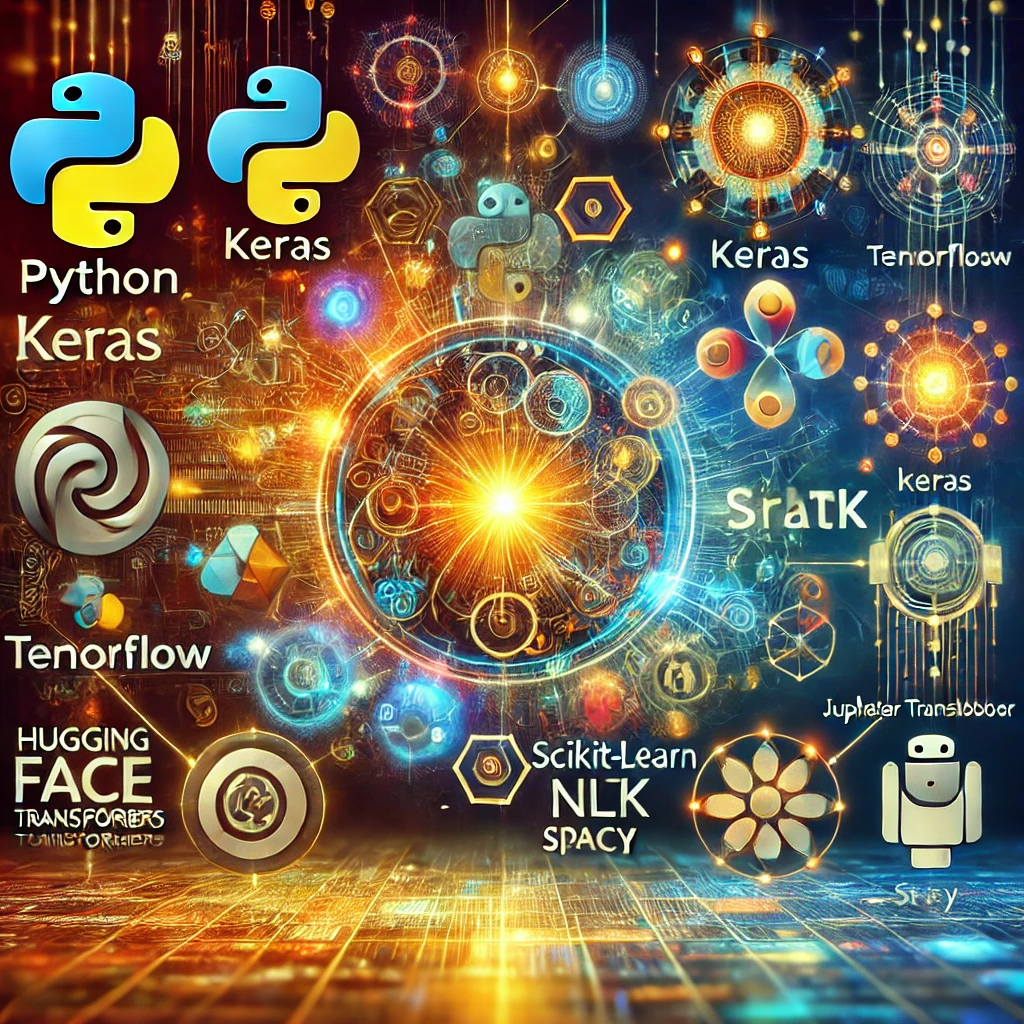 Python
Keras
Keras
Keras
Tenorflow
keras
SratK
Tenorflow
HUGGING
FACE
TRANSFORERS
Scikit-Learn
NLK
SPACY